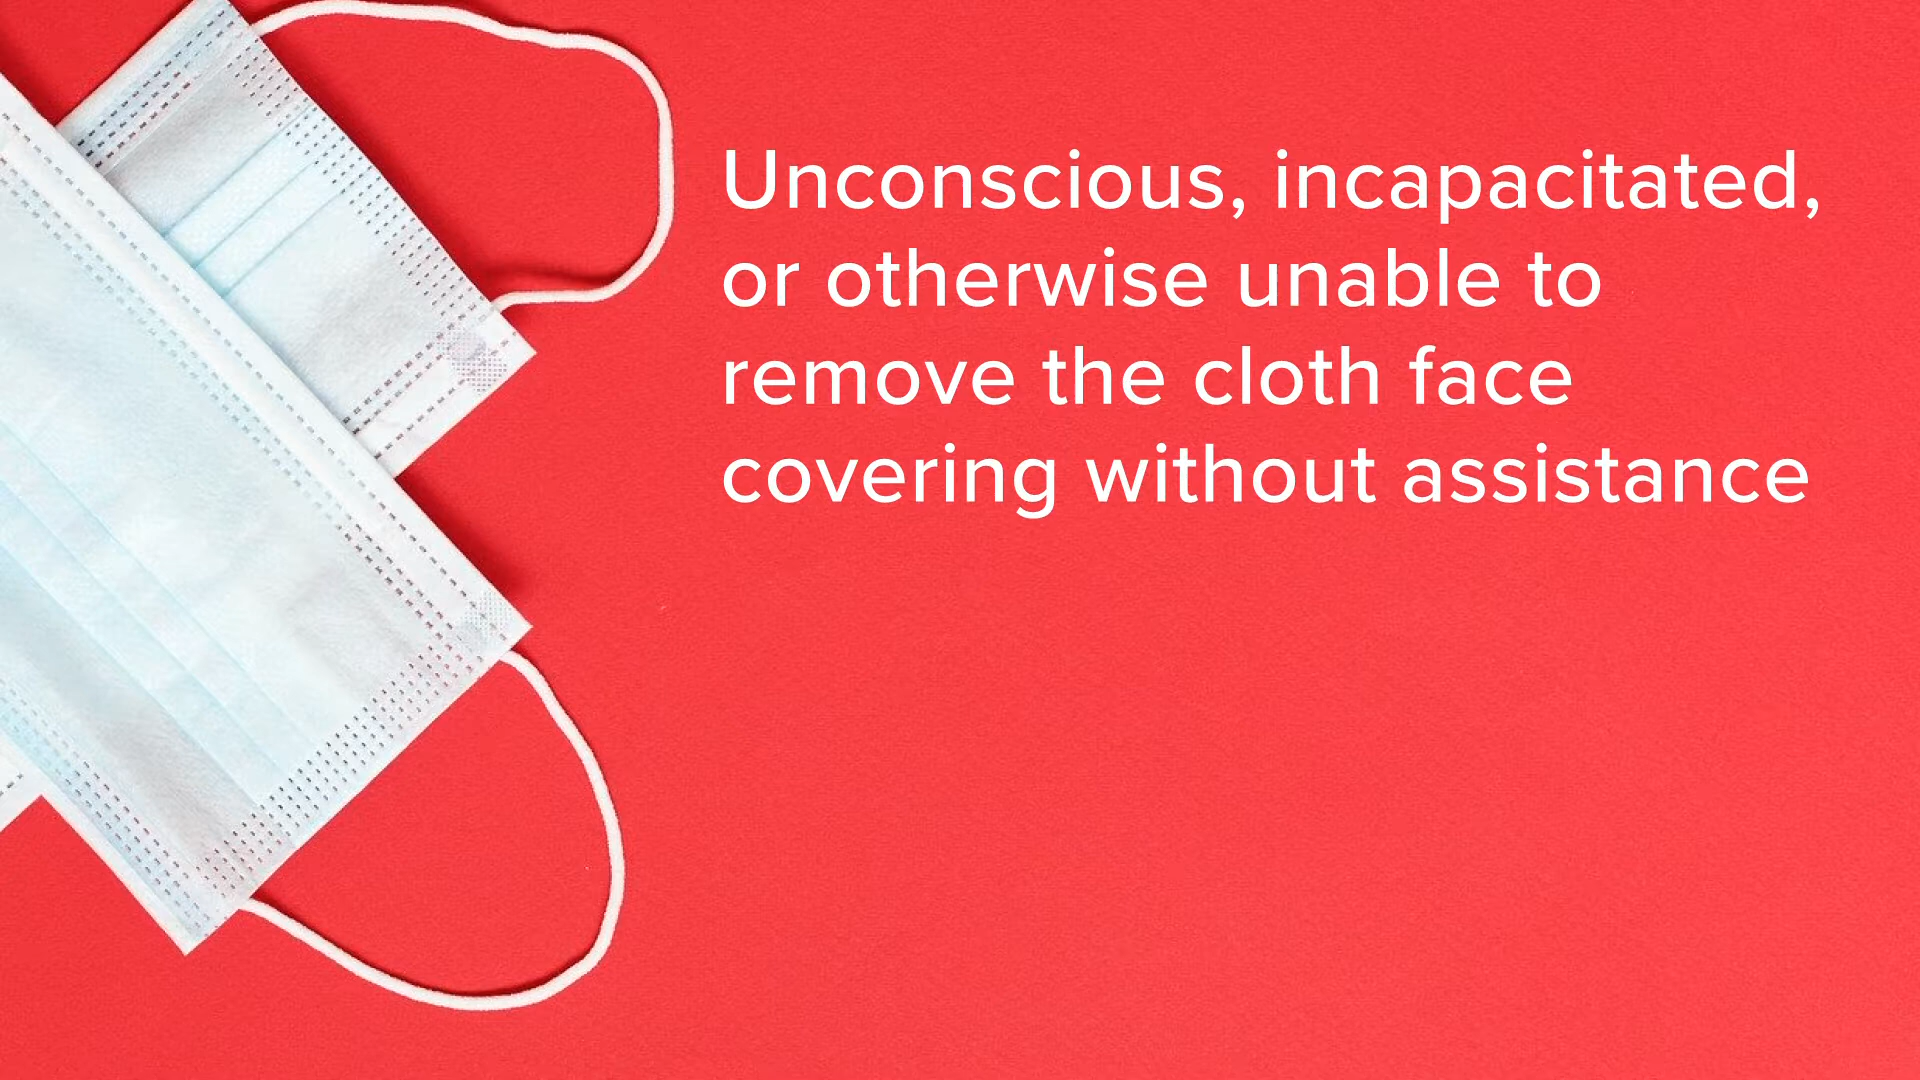 Unconscious, incapacitated,
or otherwise unable to
remove the cloth face
covering without assistance